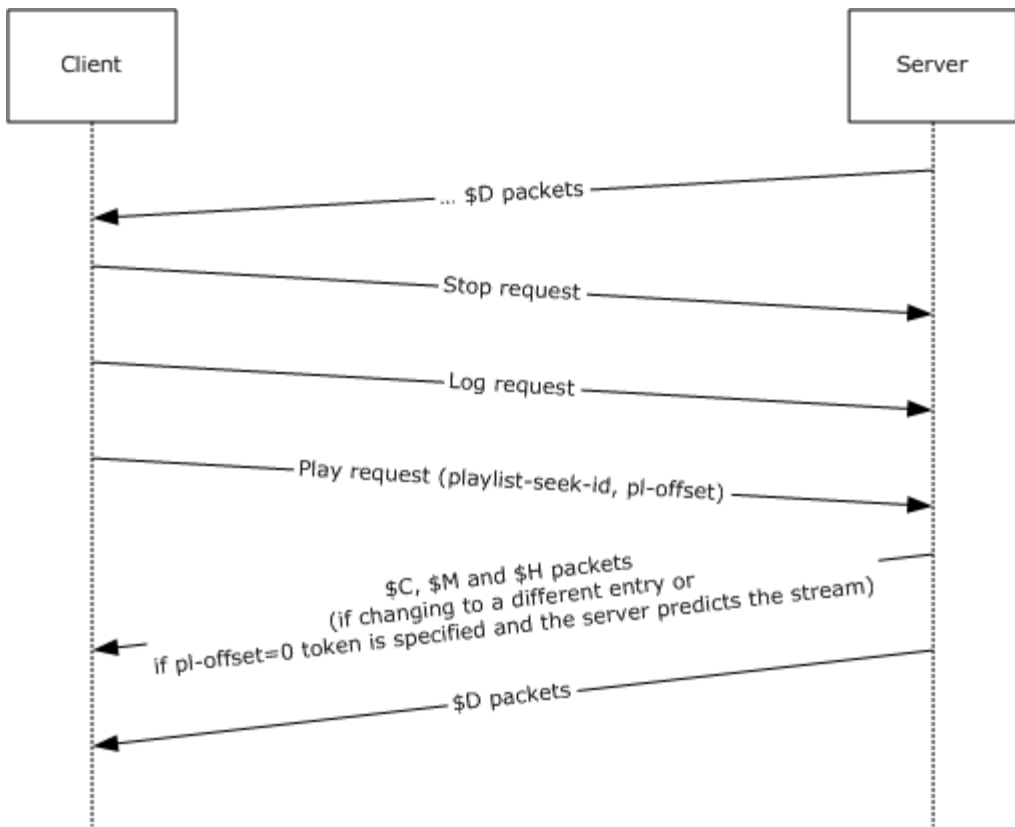 Client
Server
... $D packets
Stop request
Log request
Play request (playlist-seek-id, pl-offset)
$C, $M and $H packets
(if changing to a different entry or
if pl-offset=0 token is specified and the server predicts the stream)
$D packets